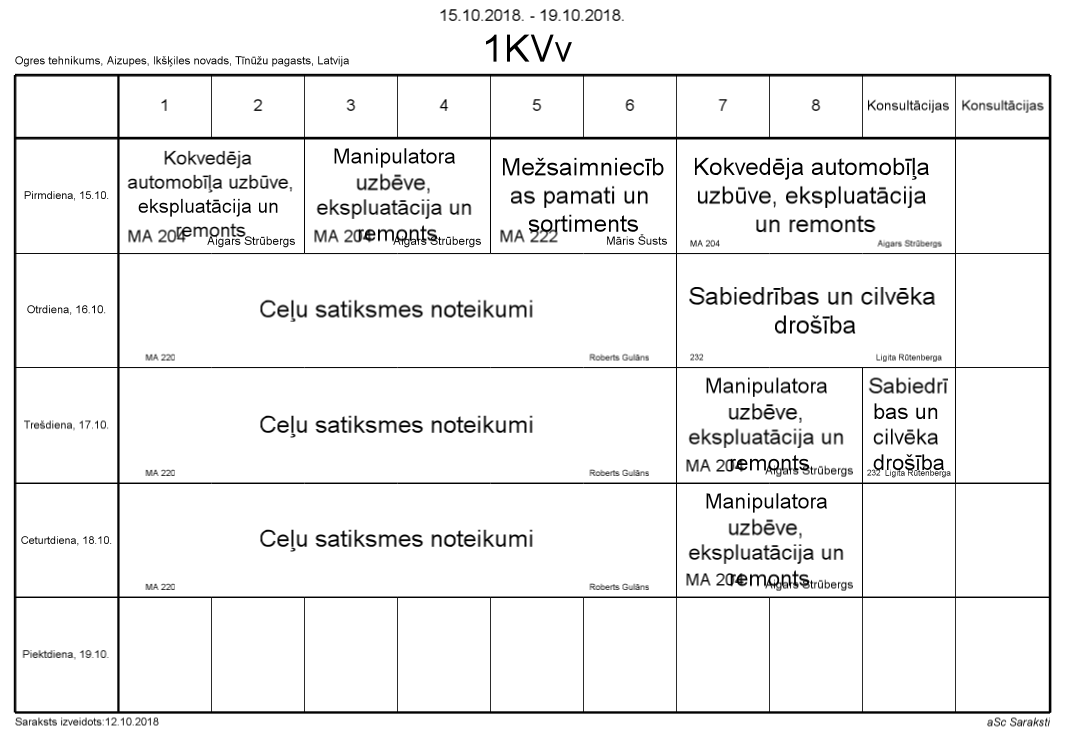 15.10.2018. - 19.10.2018.
1KVv
Ogres tehnikums, Aizupes, Ikšķiles novads, Tīnūžu pagasts, Latvija
1 2 3 4 5 6 7 8 Konsultācijas Konsultācijas
Pirmdiena, 15.10.
Kokvedēja
automobīļa uzbūve,
ekspluatācija un
remonts
MA 204 Aigars Strūbergs
Manipulatora
uzbēve,
ekspluatācija un
remonts
MA 204 Aigars Strūbergs
Mežsaimniecīb
as pamati un
sortiments
MA 222 Māris Šusts
Kokvedēja automobīļa
uzbūve, ekspluatācija
un remonts
MA 204 Aigars Strūbergs
Otrdiena, 16.10.
Ceļu satiksmes noteikumi
MA 220 Roberts Gulāns
Sabiedrības un cilvēka
drošība
232 Ligita Rūtenberga
Trešdiena, 17.10.
Ceļu satiksmes noteikumi
MA 220 Roberts Gulāns
Manipulatora
uzbēve,
ekspluatācija un
remonts
MA 204 Aigars Strūbergs
Sabiedrī
bas un
cilvēka
drošība
232 Ligita Rūtenberga
Ceturtdiena, 18.10.
Ceļu satiksmes noteikumi
MA 220 Roberts Gulāns
Manipulatora
uzbēve,
ekspluatācija un
remonts
MA 204 Aigars Strūbergs
Piektdiena, 19.10.
Saraksts izveidots:12.10.2018
aSc Saraksti